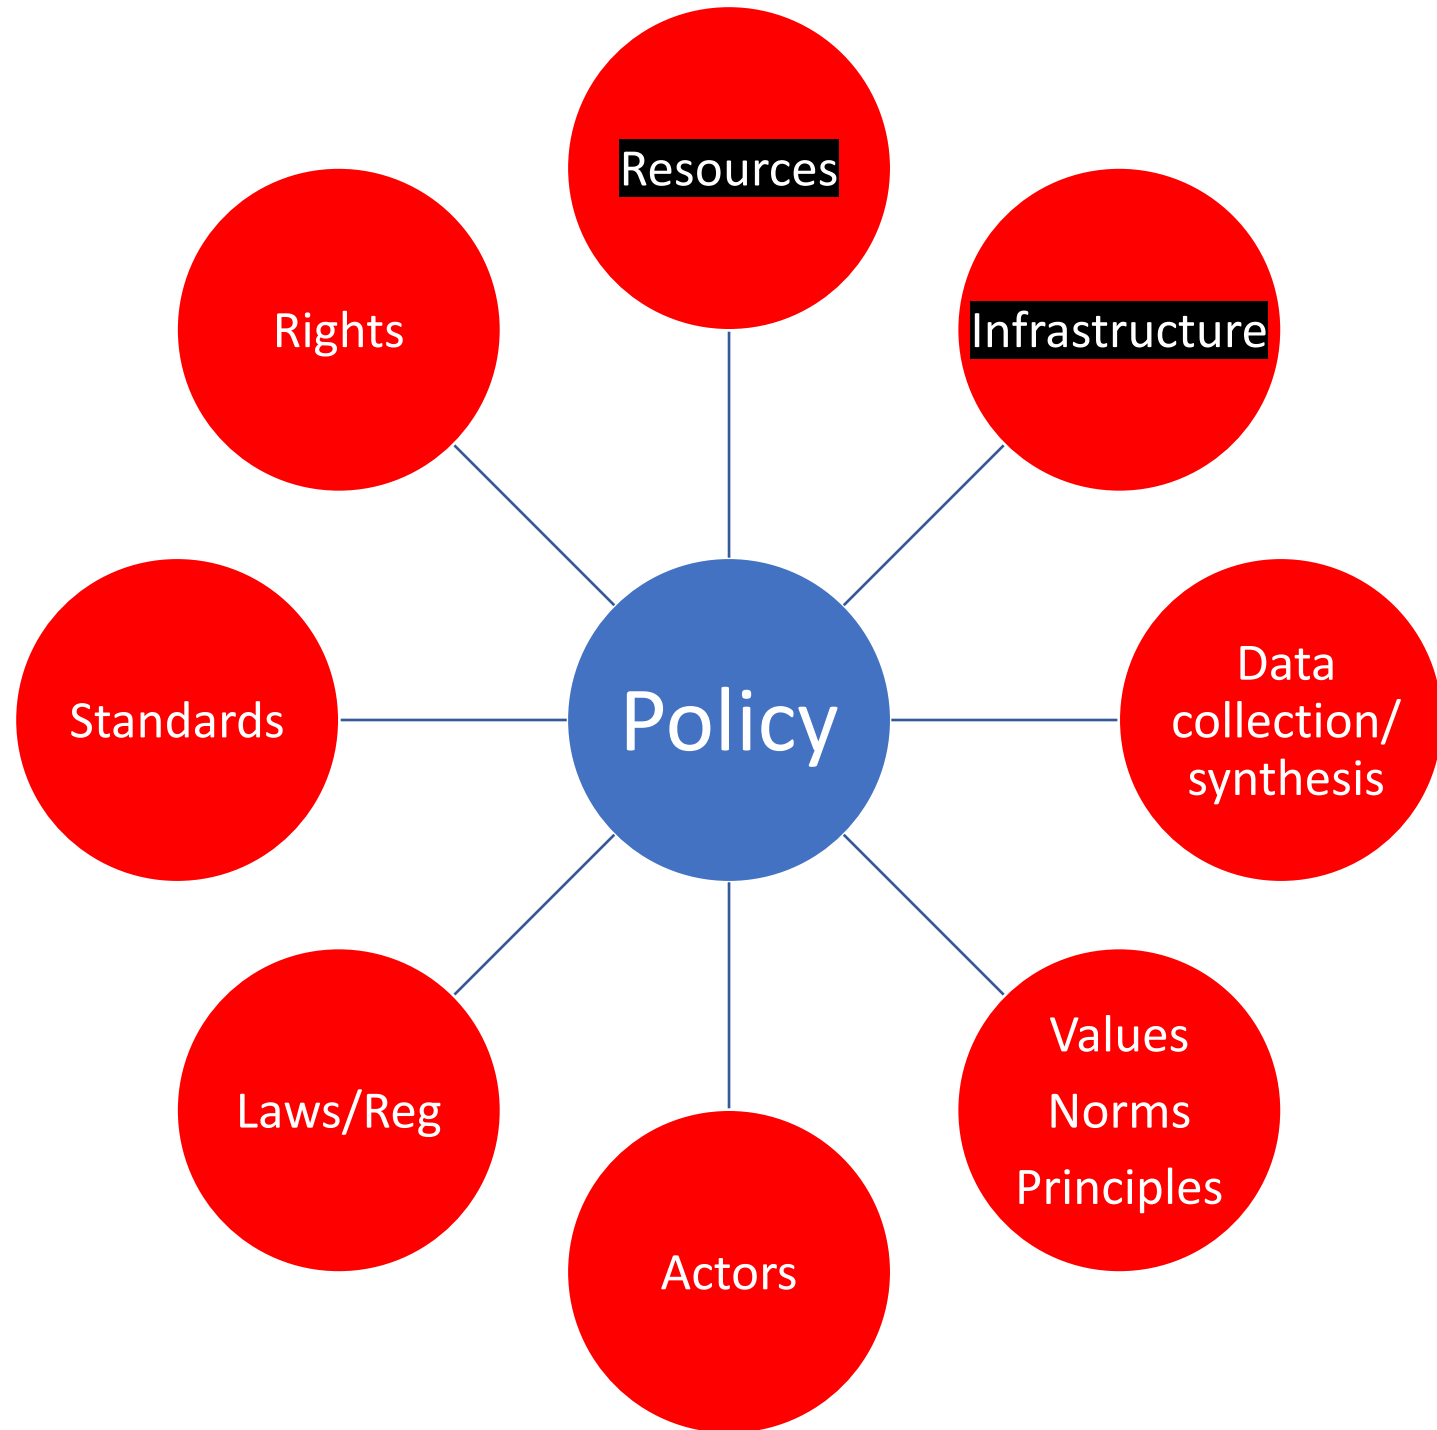 Resources
Rights
Infrastructure
Data
collection/
synthesis
Standards
Policy
Values
Norms
Principles
Laws/Reg
Actors